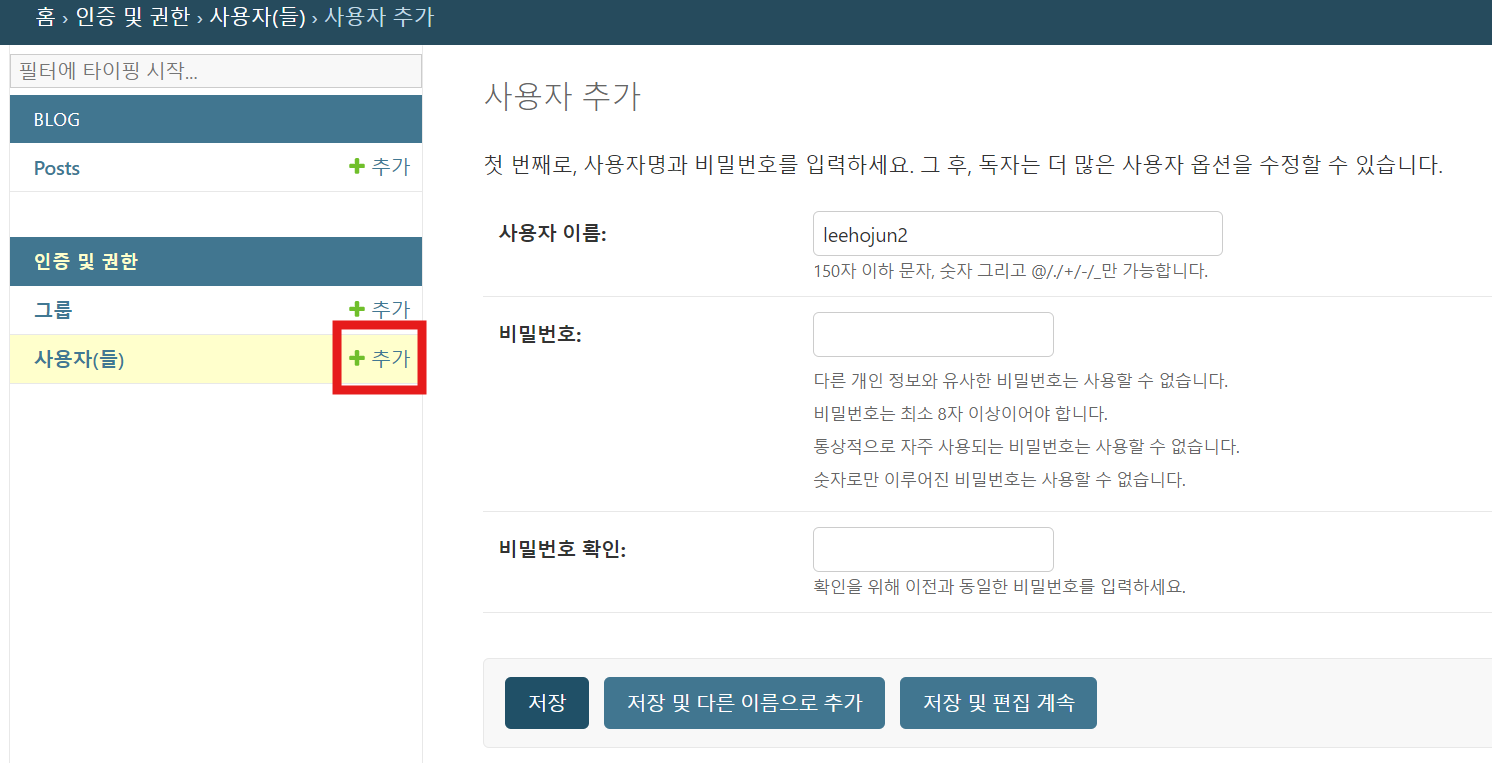 홈 › 인증 및 권한 › 사용자(들) › 사용자 추가
필터에 타이핑 시작...
BLOG
Posts
추가
인증 및 권한
그룹
추가
사용자(들)
추가
사용자 추가
첫 번째로, 사용자명과 비밀번호를 입력하세요. 그 후, 독자는 더 많은 사용자 옵션을 수정할 수 있습니다.
사용자 이름:
leehojun2
150자 이하 문자, 숫자 그리고 @/./+/-/_만 가능합니다.
비밀번호:
다른 개인 정보와 유사한 비밀번호는 사용할 수 없습니다.
비밀번호는 최소 8자 이상이어야 합니다.
통상적으로 자주 사용되는 비밀번호는 사용할 수 없습니다.
숫자로만 이루어진 비밀번호는 사용할 수 없습니다.
비밀번호 확인:
확인을 위해 이전과 동일한 비밀번호를 입력하세요.
저장
저장 및 다른 이름으로 추가
저장 및 편집 계속